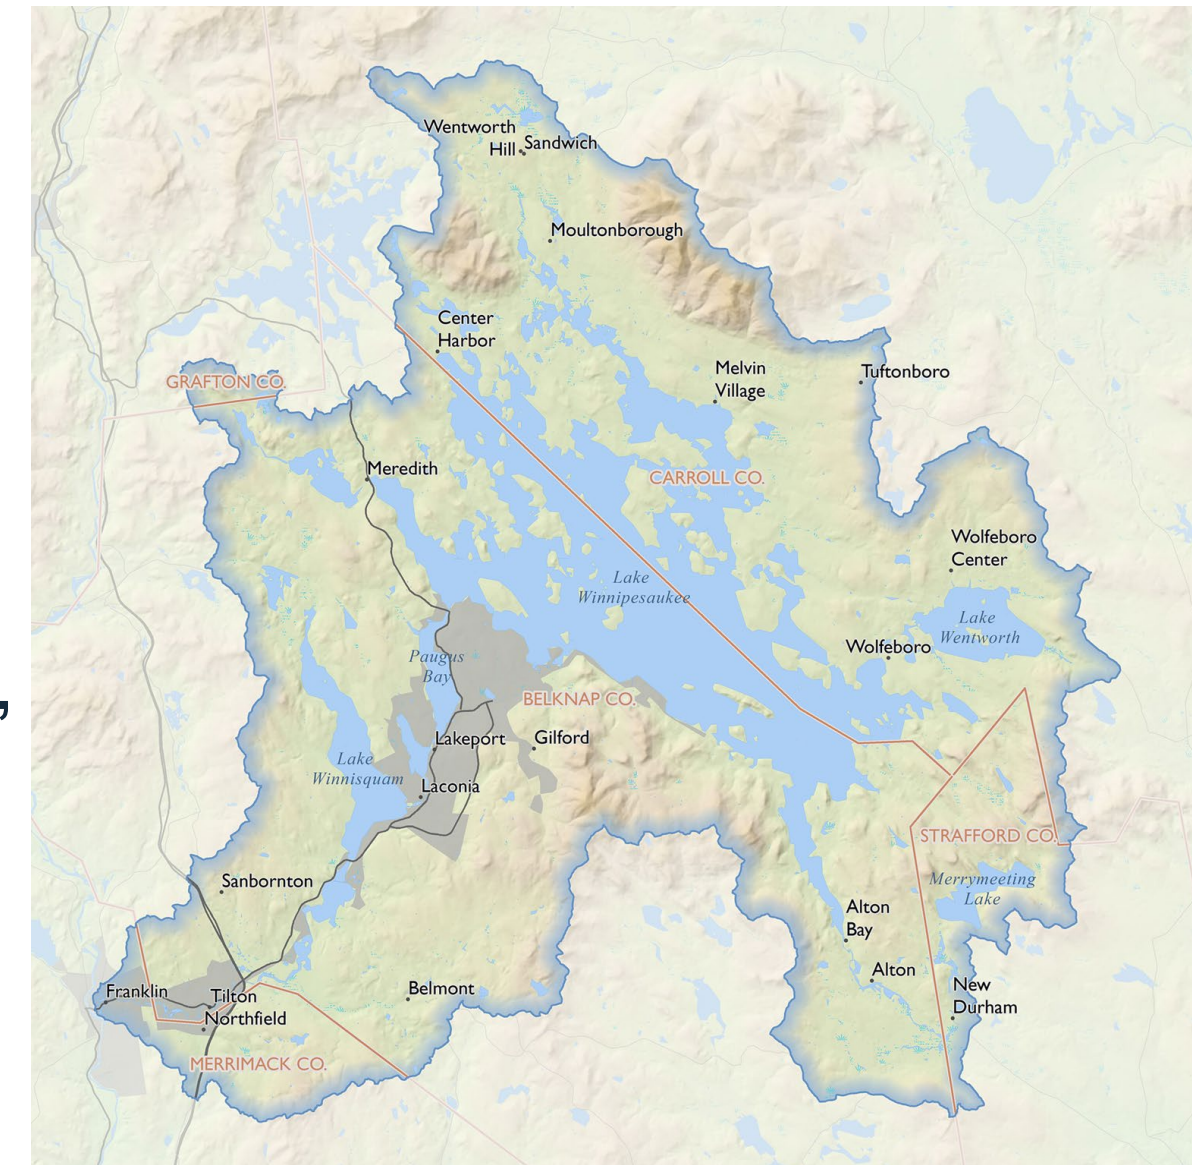 Wentworth
Hill
Sandwich
Moultonborough
Center
Harbor
Melvin
Village
Tuftonboro
GRAFTON CO.
Meredith
CARROLL CO.
Wolfeboro
Center
Lake
Winnipesaukee
Lake
Wentworth
Wolfeboro
Paugus
Bay
BELKNAP CO.
Lakeport
Gilford
Lake
Winnisquam
Laconia
STRAFFORD CO.
Merrymeeting
Lake
Sanbornton
Alton
Bay
Alton
Franklin
Tilton
Belmont
New
Durham
Northfield
MERRIMACK CO.